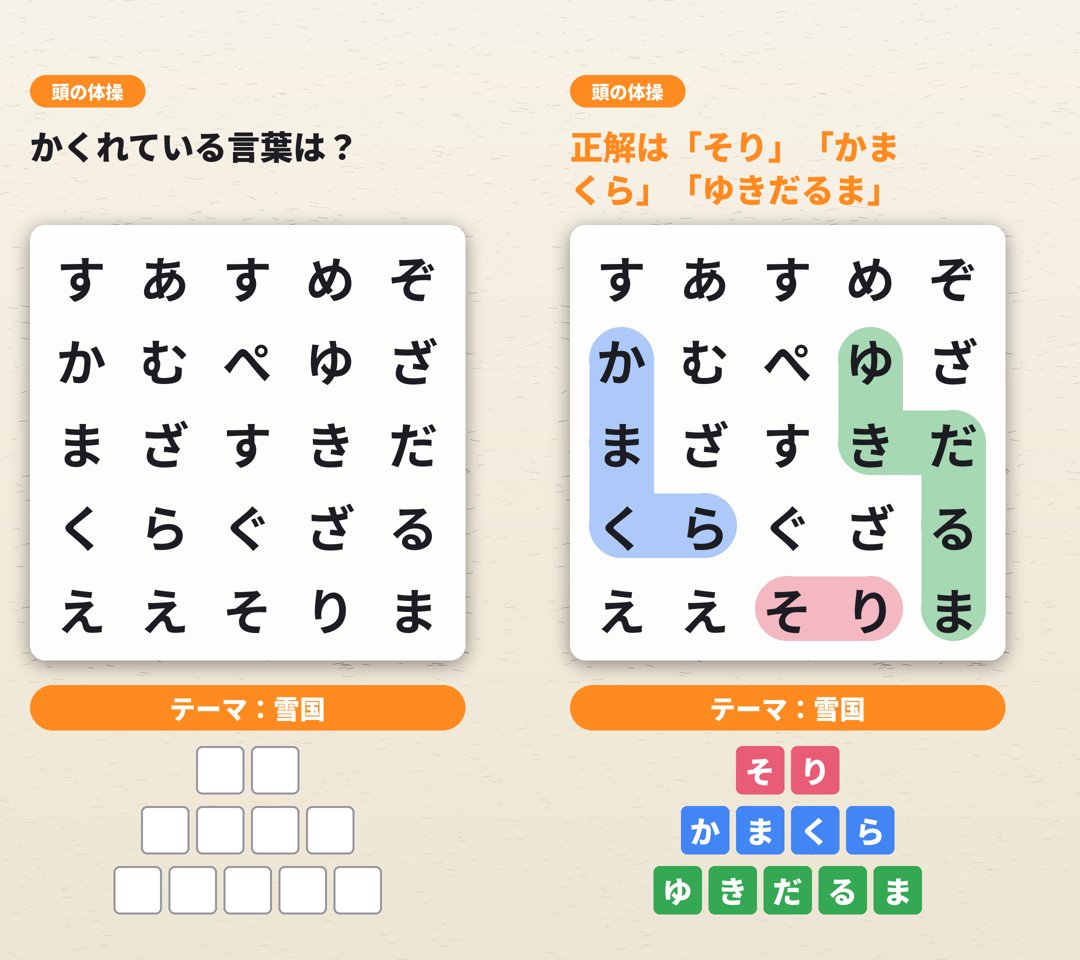 頭の体操
かくれている言葉は？
す あ す め ぞ
か む ぺ ゆ ざ
ま ざ す き だ
く ら ぐ ざ る
え え そ り ま
テーマ：雪国
頭の体操
正解は「そり」「かま
くら」「ゆきだるま」
す あ す め ぞ
か む ぺ ゆ ざ
ま ざ す き だ
く ら ぐ ざ る
え え そ り ま
テーマ：雪国
そ り
か ま く ら
ゆ き だ る ま